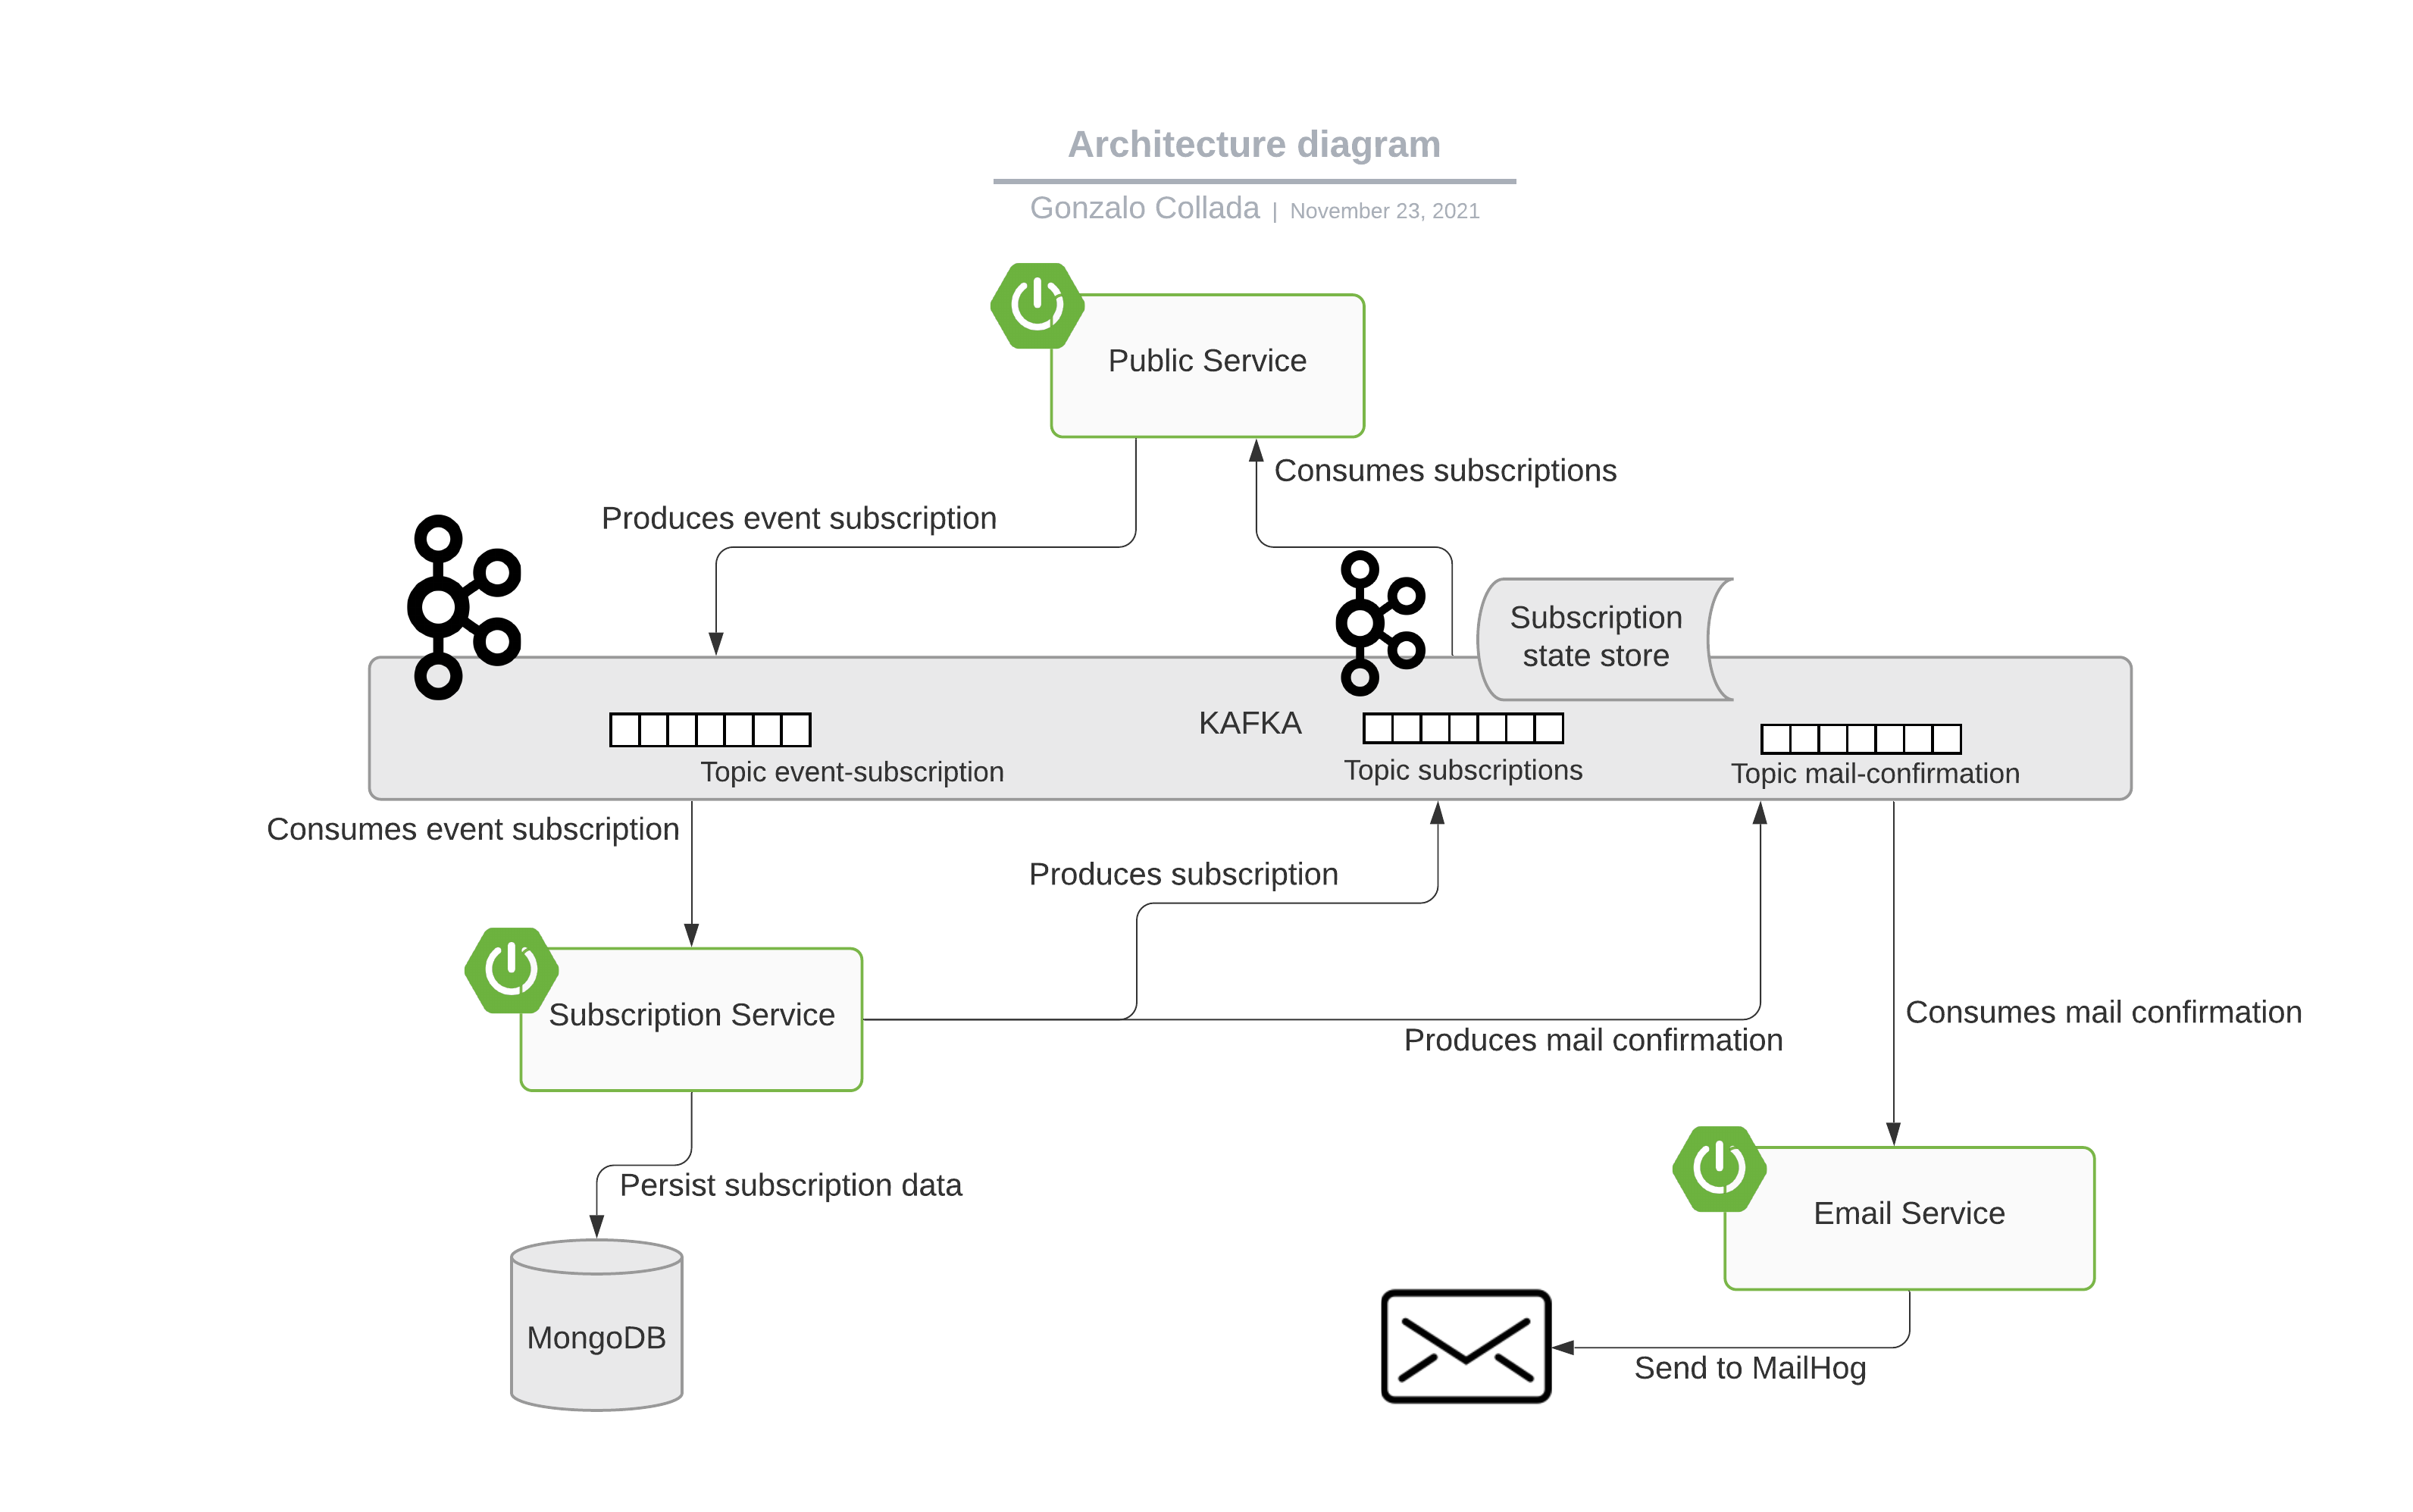 Architecture diagram
Gonzalo Collada | November 23, 2021
Public Service
Consumes subscriptions
Produces event subscription
Subscription
state store
KAFKA
Topic event-subscription
Topic subscriptions
Topic mail-confirmation
Consumes event subscription
Produces subscription
Subscription Service
Consumes mail confirmation
Produces mail confirmation
Persist subscription data
Email Service
MongoDB
Send to MailHog